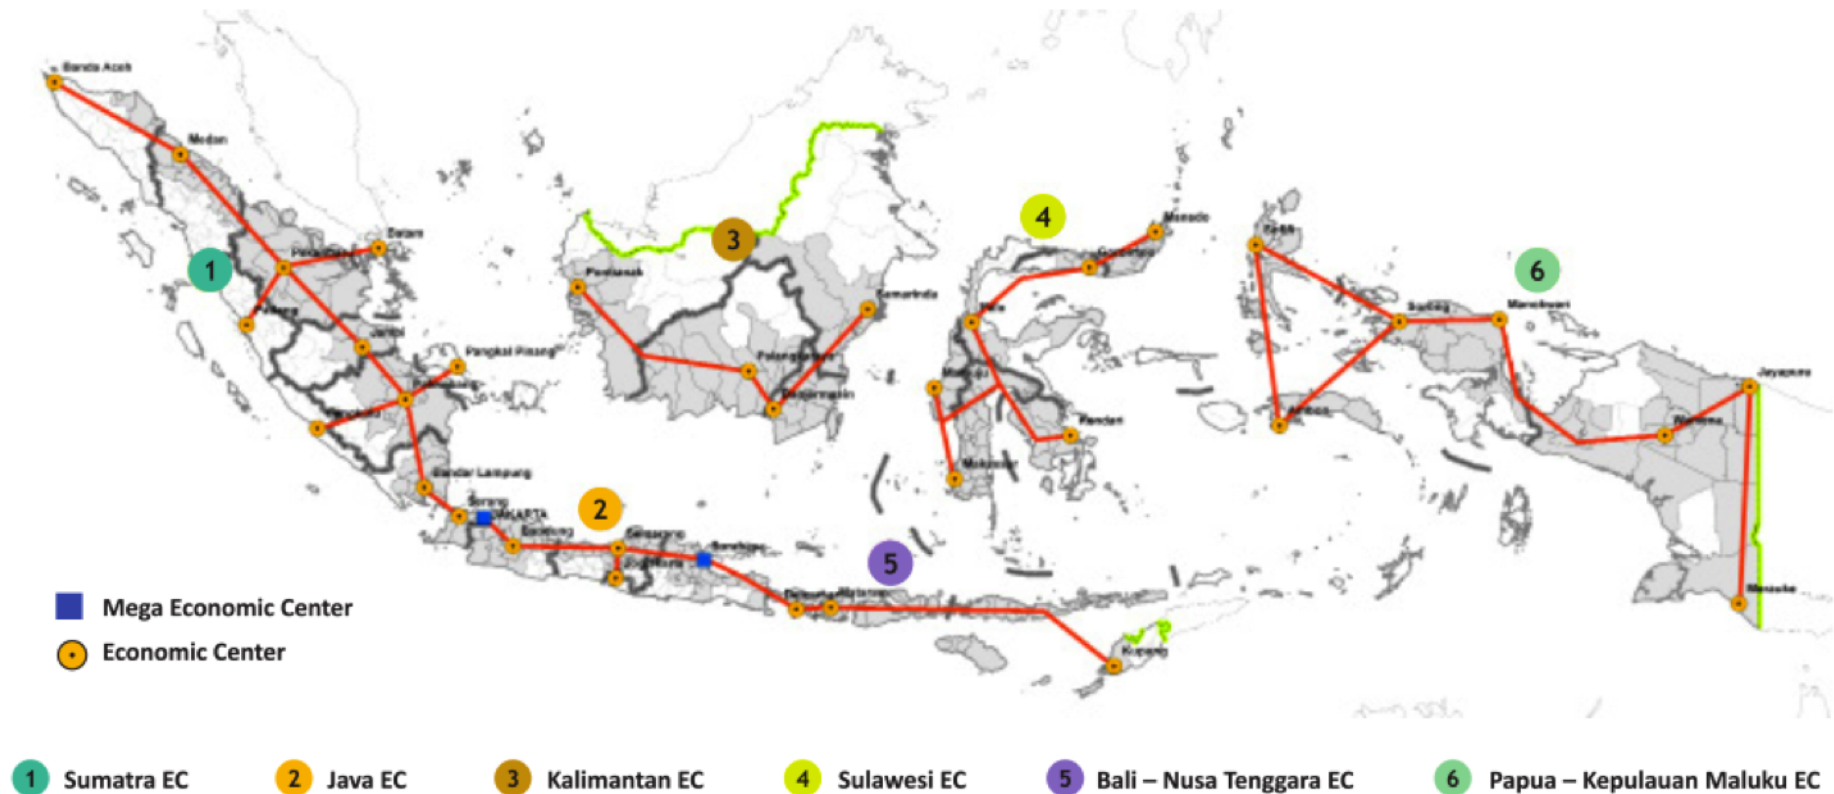 Banda Aceh
Medan
Batam
Pekanbaru
Padang
Jambi
Pangkal Pinang
Palembang
Bengkulu
Bandar Lampung
Serang
JAKARTA
Bandung
Semarang
Jogjakarta
Surabaya
Denpasar
Mataram
Kupang
Pontianak
Samarinda
Palangkaraya
Banjarmasin
Manado
Gorontalo
Palu
Mamuju
Kendari
Makassar
Sofifi
Ambon
Sorong
Manokwari
Jayapura
Wamena
Merauke
1
2
3
4
5
6
Mega Economic Center
Economic Center
1 Sumatra EC
2 Java EC
3 Kalimantan EC
4 Sulawesi EC
5 Bali – Nusa Tenggara EC
6 Papua – Kepulauan Maluku EC